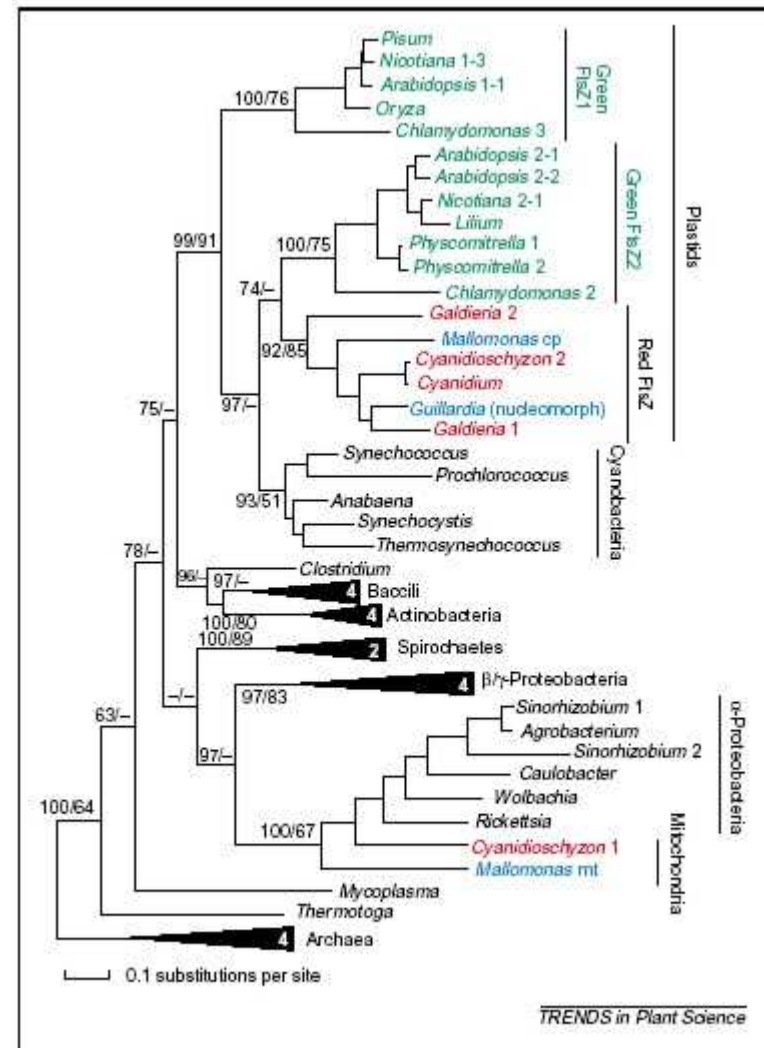 Pisum
Nicotiana 1-3
Arabidopsis 1-1
100/76
Oryza
Chlamydomonas 3
Green
FtsZ1
Arabidopsis 2-1
Arabidopsis 2-2
Nicotiana 2-1
Lilium
99/91
100/75
Physcomitrella 1
Physcomitrella 2
74/–
Chlamydomonas 2
Green FtsZ2
Plastids
Galdieria 2
Mallomonas cp
92/85
Cyanidioschyzon 2
Cyanidium
97/–
Guillardia (nucleomorph)
75/–
Galdieria 1
Red FtsZ
Synechococcus
Prochlorococcus
93/51
Anabaena
Synechocystis
Thermosynechococcus
Cyanobacteria
78/–
Clostridium
96/–
97/–
4
Baccili
4
Actinobacteria
100/80
100/89
2
Spirochaetes
–/–
4
β/γ-Proteobacteria
97/83
63/–
Sinorhizobium 1
Agrobacterium
Sinorhizobium 2
97/–
Caulobacter
Wolbachia
Rickettsia
α-Proteobacteria
100/64
100/67
Cyanidioschyzon 1
Mallomonas mt
Mitochondria
Mycoplasma
Thermotoga
4
Archaea
0.1 substitutions per site
TRENDS in Plant Science